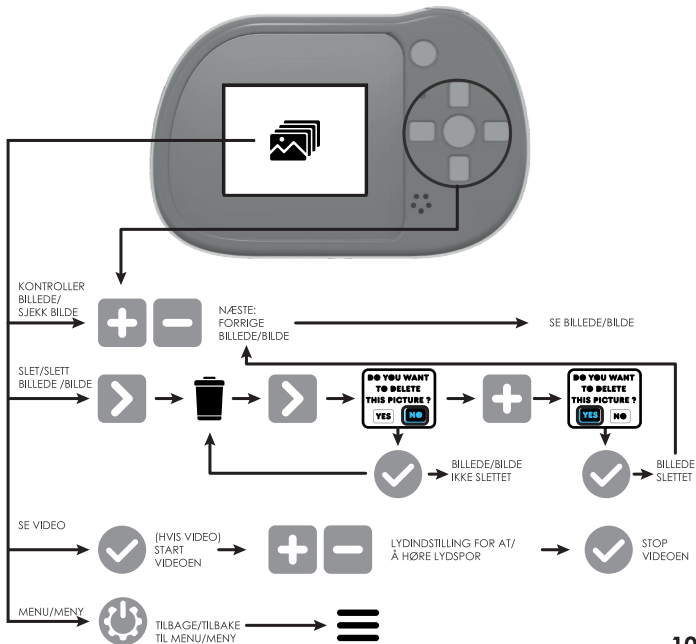 KONTROLLER
BILLEDE/
SJEKK BILDE
NÆSTE:
FORRIGE
BILLEDE/BILDE
SE BILLEDE/BILDE
SLET/SLETT
BILLEDE /BILDE
DO YOU WANT
TO DELETE
THIS PICTURE ?
YES NO
DO YOU WANT
TO DELETE
THIS PICTURE ?
YES NO
BILLEDE/BILDE
IKKE SLETTET
BILLEDE
SLETTET
SE VIDEO
(HVIS VIDEO)
START
VIDEOEN
LYDINDSTILLING FOR AT/
Å HØRE LYDSPOR
STOP
VIDEOEN
MENU/MENY
TILBAGE/TILBAKE
TIL MENU/MENY
10